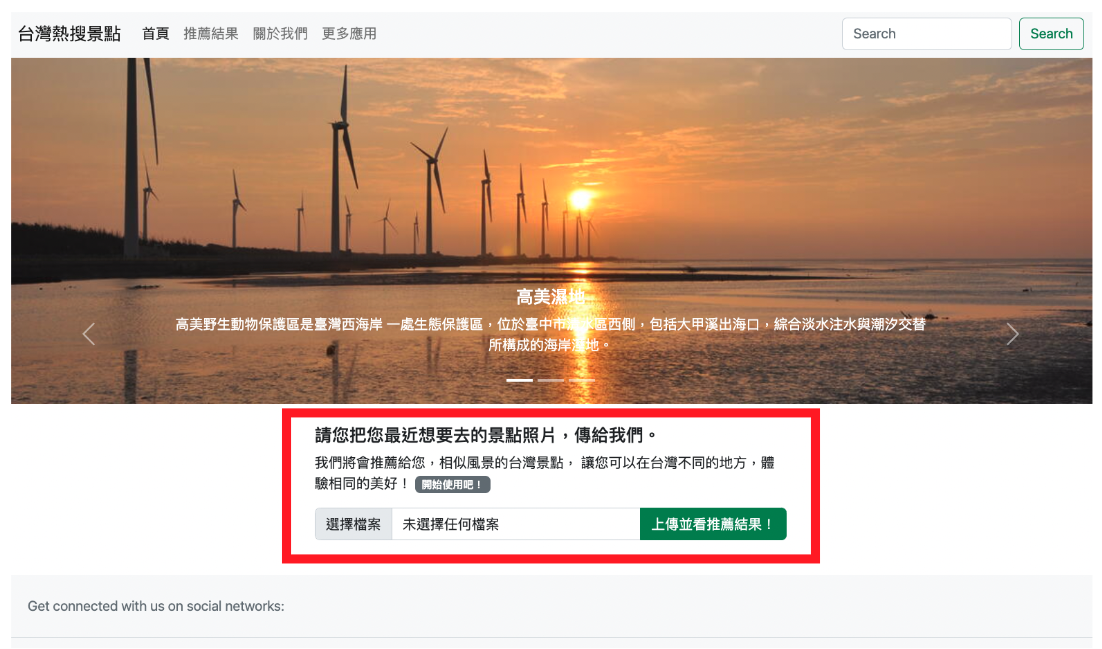 台灣熱搜景點 首頁 推薦結果 關於我們 更多應用 Search Search
高美濕地
高美野生動物保護區是臺灣西海岸 一處生態保護區，位於臺中市清水區西側，包括大甲溪出海口，綜合淡水注水與潮汐交替
所構成的海岸濕地。
請您把您最近想要去的景點照片，傳給我們。
我們將會推薦給您，相似風景的台灣景點， 讓您可以在台灣不同的地方，體
驗相同的美好！ 開始使用吧！
選擇檔案 未選擇任何檔案 上傳並看推薦結果！
Get connected with us on social networks: